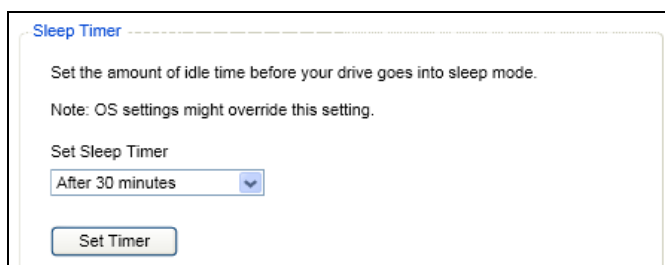 Sleep Timer
Set the amount of idle time before your drive goes into sleep mode.
Note: OS settings might override this setting.
Set Sleep Timer
After 30 minutes
Set Timer